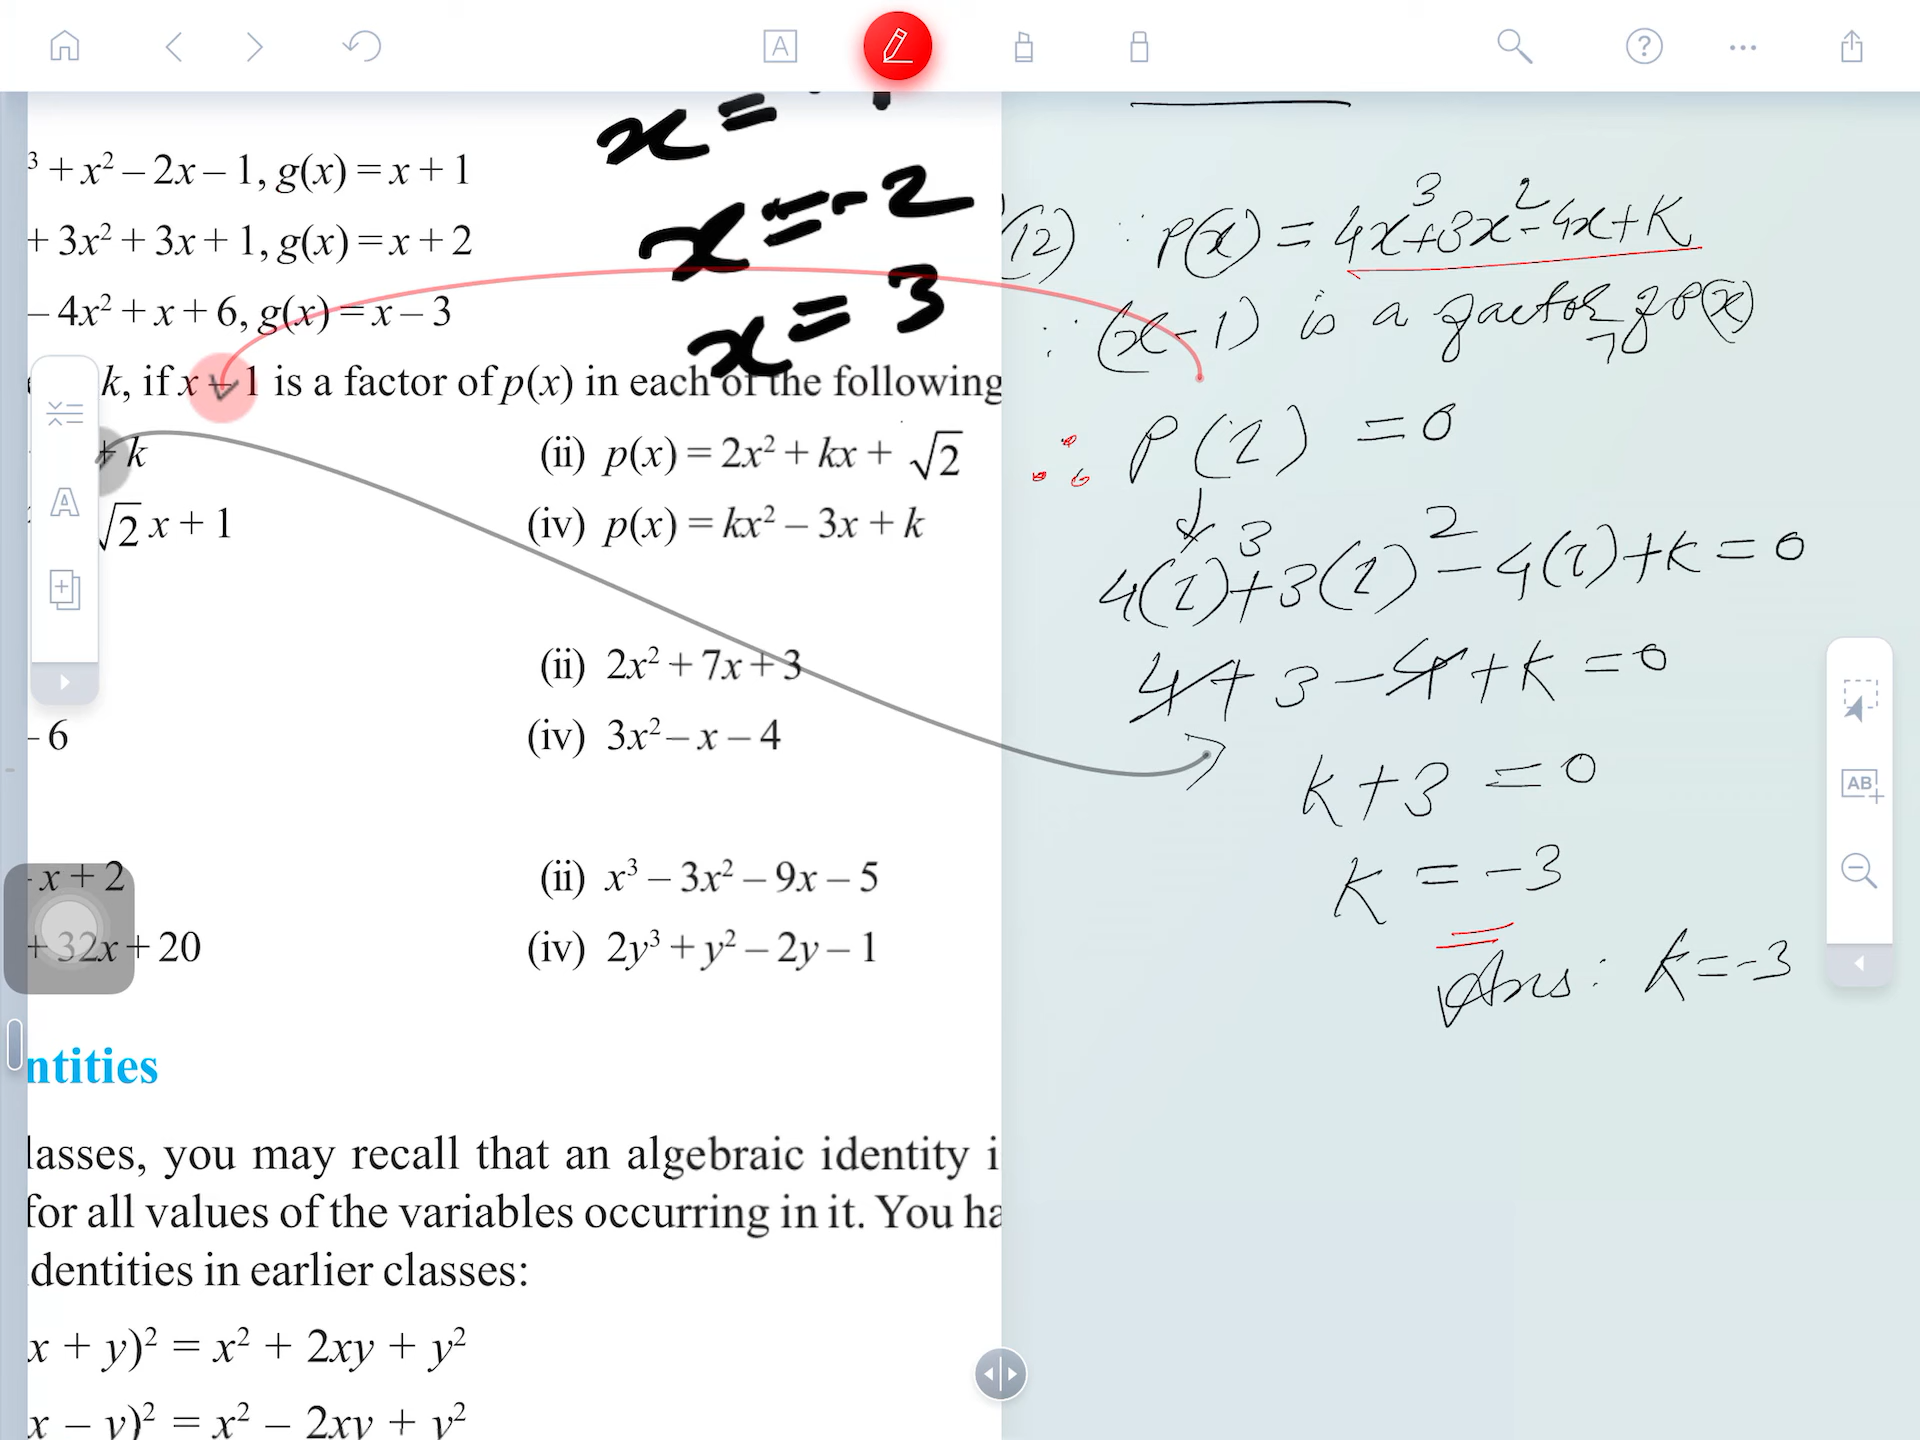 x =
³ + x² – 2x – 1, g(x) = x + 1
x = -2
+ 3x² + 3x + 1, g(x) = x + 2
x = 3
– 4x² + x + 6, g(x) = x – 3
k, if x – 1 is a factor of p(x) in each of the following
+ k
(ii) p(x) = 2x² + kx + √2
√2 x + 1
(iv) p(x) = kx² – 3x + k
(ii) 2x² + 7x + 3
– 6
(iv) 3x² – x – 4
x + 2
(ii) x³ – 3x² – 9x – 5
+ 32x + 20
(iv) 2y³ + y² – 2y – 1
ntities
lasses, you may recall that an algebraic identity i
for all values of the variables occurring in it. You ha
dentities in earlier classes:
x + y)² = x² + 2xy + y²
x – y)² = x² – 2xy + y²
(12) ∵ P(x) = 4x³+3x²-4x+K
∵ (x-1) is a factor of P(x)
P(1) = 0
4(1)³+3(1)²-4(1)+K = 0
4+3-4+K = 0
K+3 = 0
K = -3
Ans: K = -3
A
A
AB+